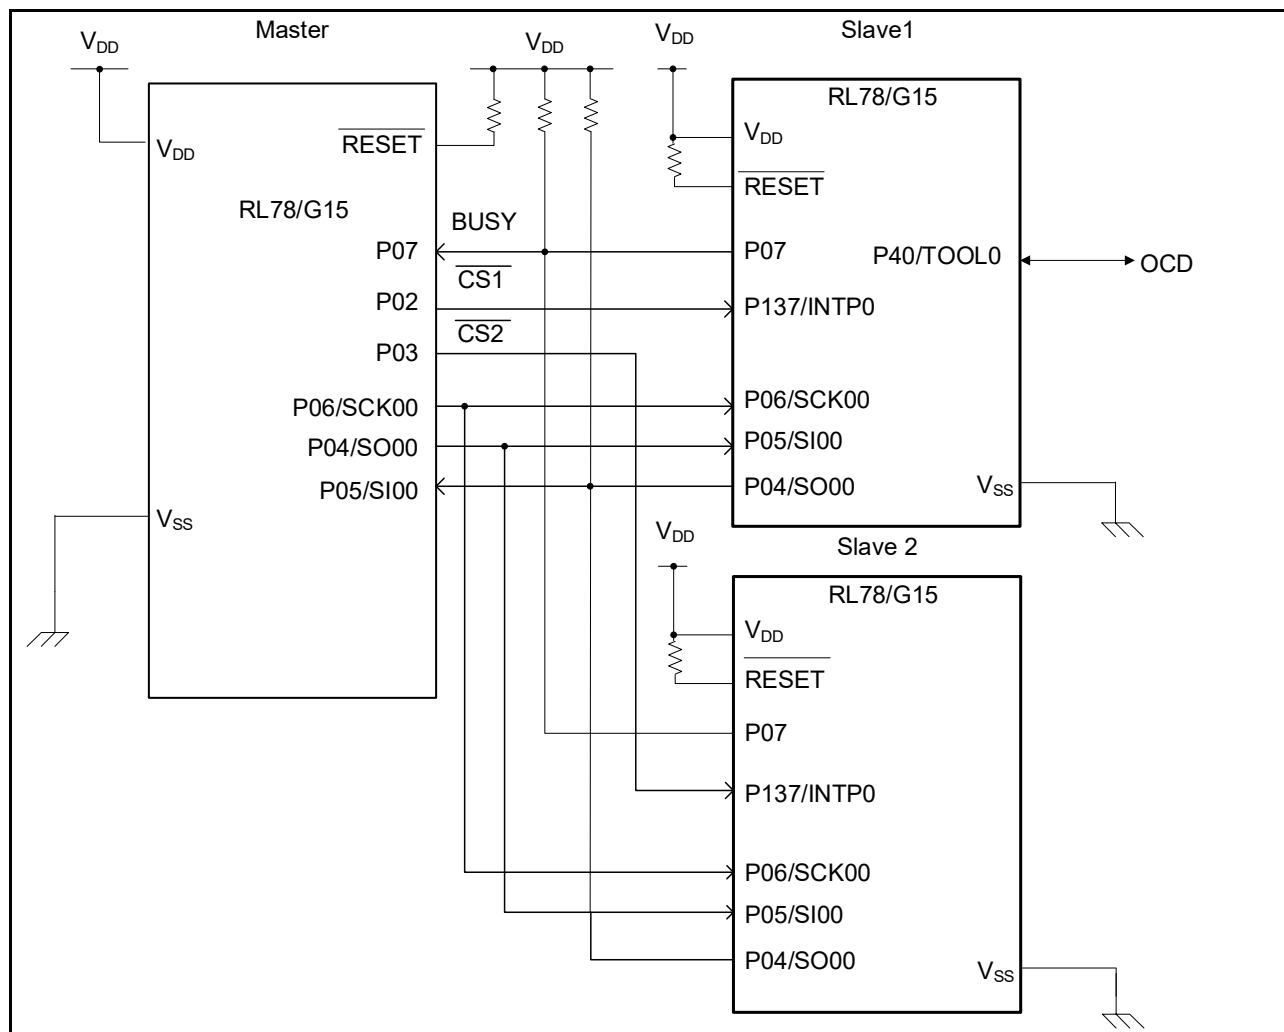 Master
Slave1
VDD
VDD
VDD
RL78/G15
RESET
VDD
VDD
RESET
RL78/G15
BUSY
P07
P07
P40/TOOL0
OCD
CS1
P02
P137/INTP0
CS2
P03
P06/SCK00
P06/SCK00
P04/SO00
P05/SI00
P05/SI00
P04/SO00
VSS
VSS
VDD
Slave 2
RL78/G15
VDD
RESET
P07
P137/INTP0
P06/SCK00
P05/SI00
P04/SO00
VSS